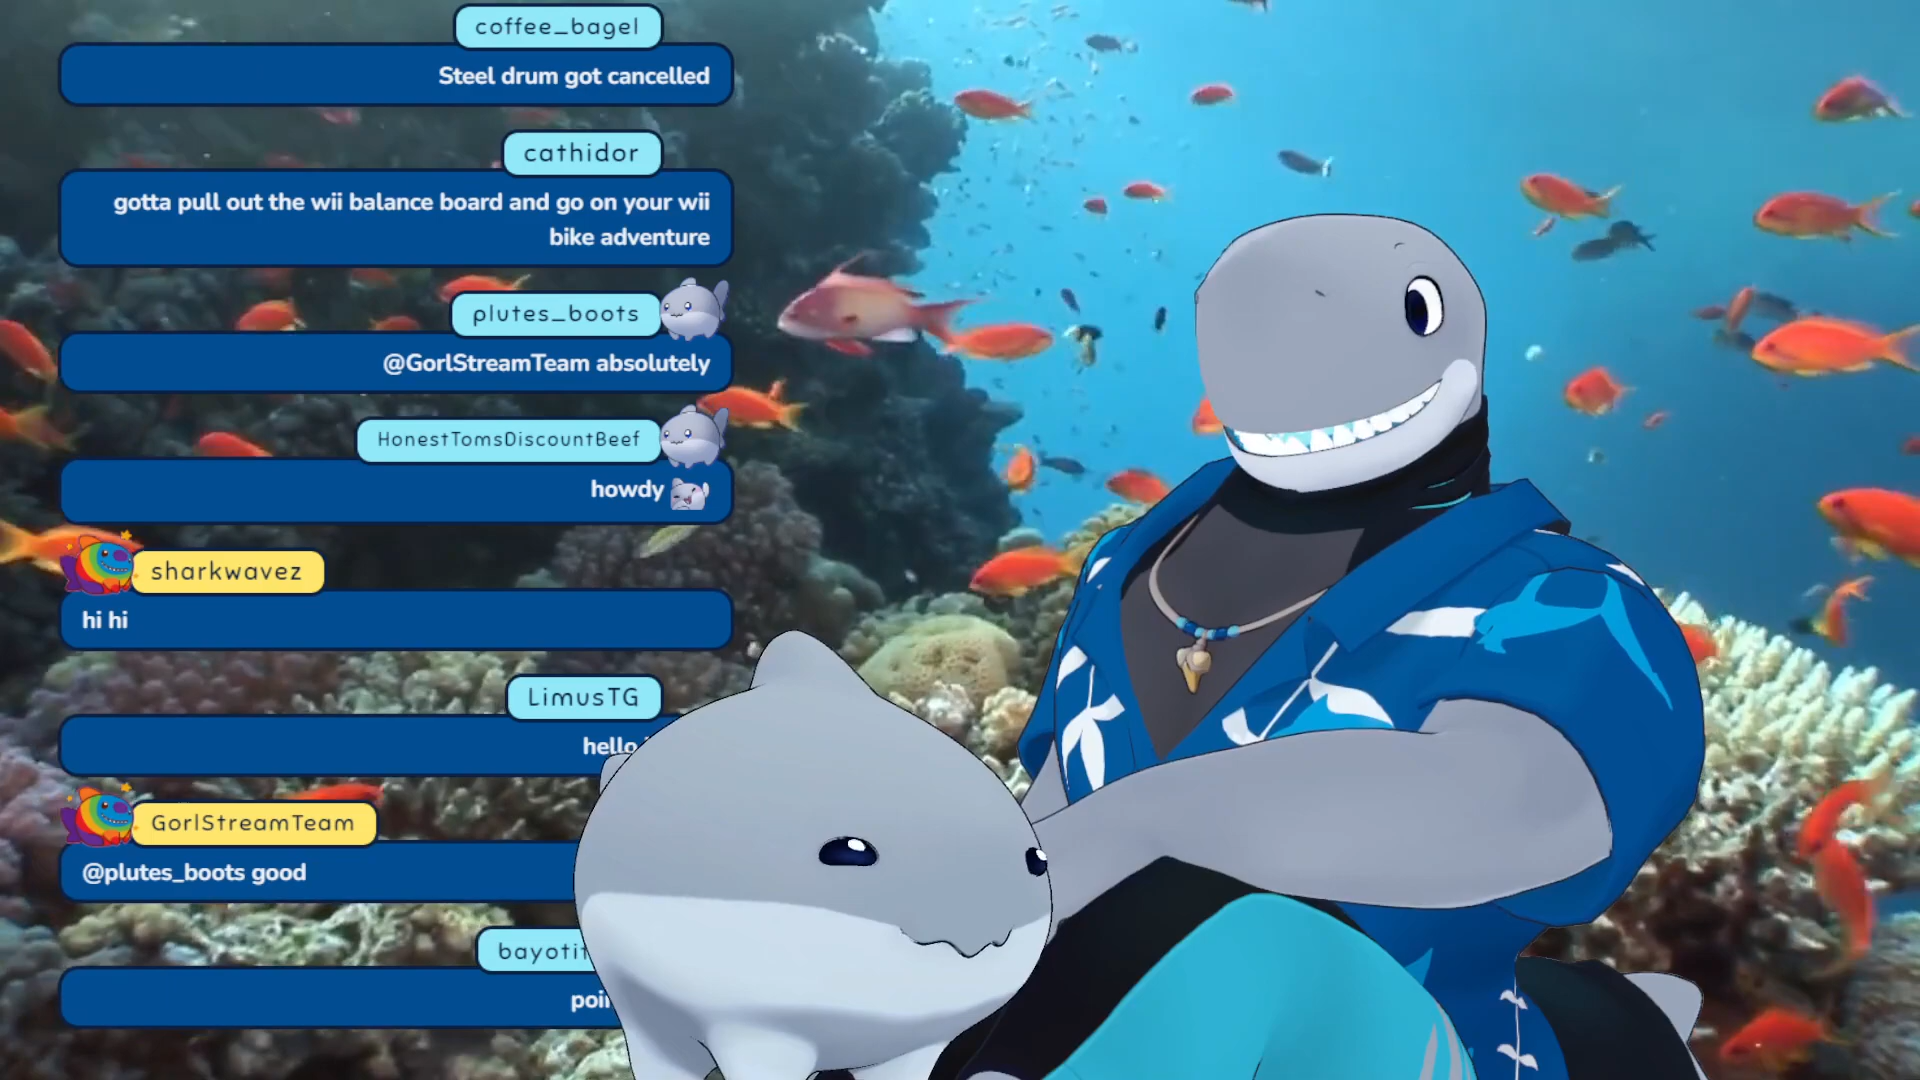 coffee_bagel
Steel drum got cancelled
cathidor
gotta pull out the wii balance board and go on your wii
bike adventure
plutes_boots
@GorlStreamTeam absolutely
HonestTomsDiscountBeef
howdy
sharkwavez
hi hi
LimusTG
hello
GorlStreamTeam
@plutes_boots good